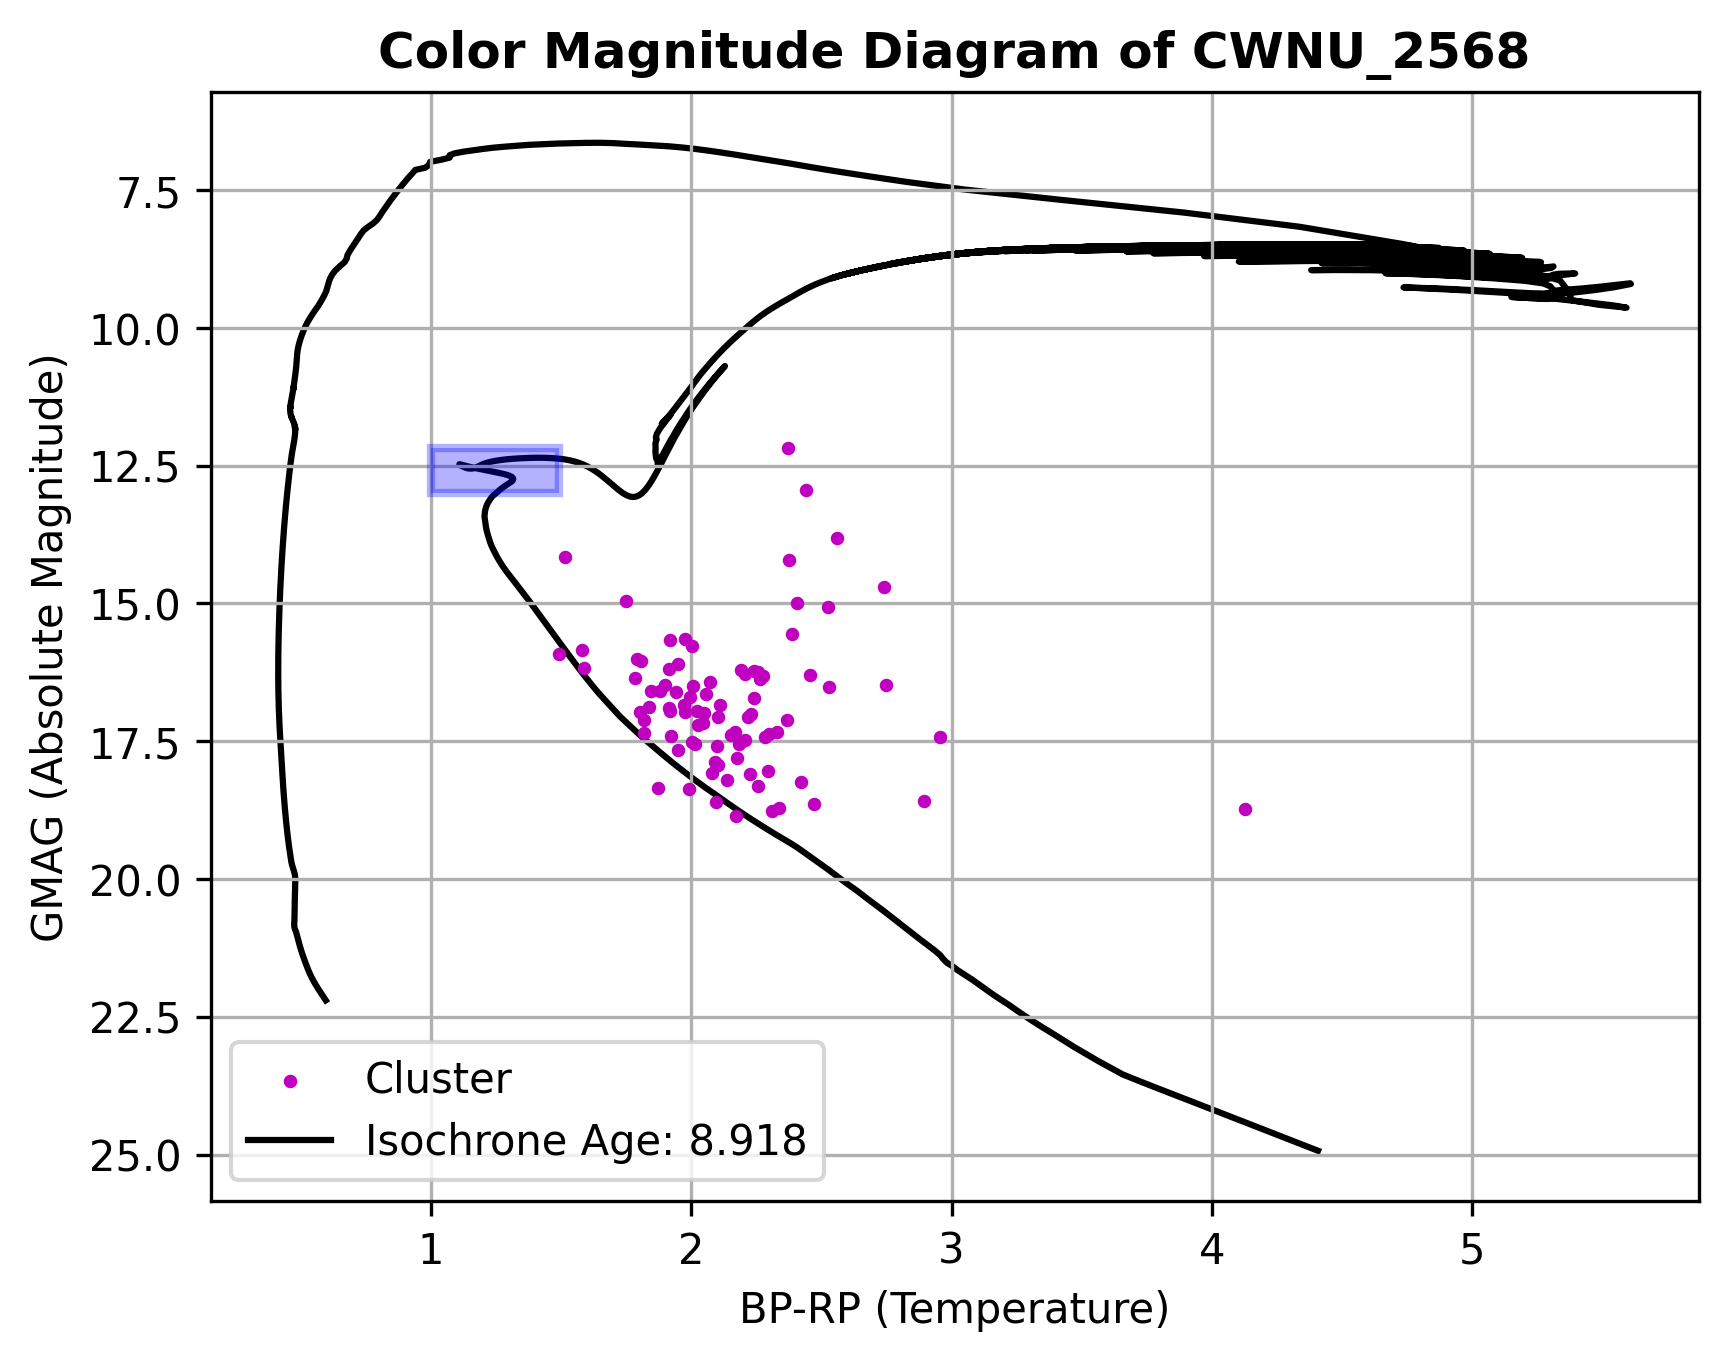 Color Magnitude Diagram of CWNU_2568
GMAG (Absolute Magnitude)
7.5
10.0
12.5
15.0
17.5
20.0
22.5
25.0
Cluster
Isochrone Age: 8.918
1 2 3 4 5
BP-RP (Temperature)